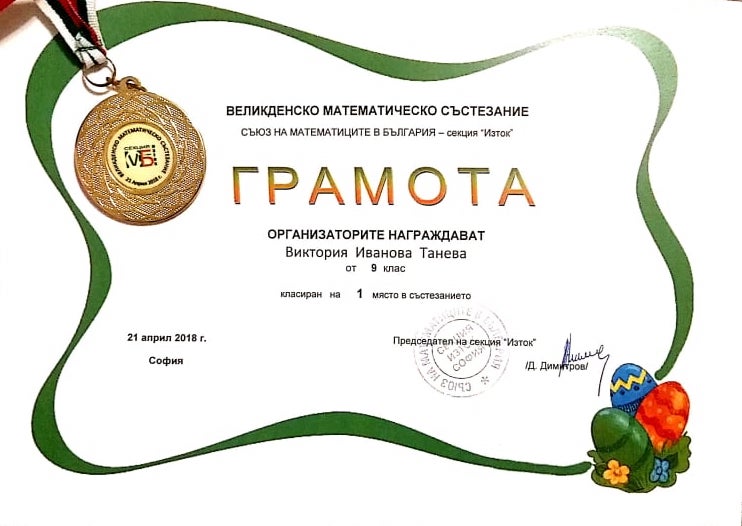 ВЕЛИКДЕНСКО МАТЕМАТИЧЕСКО СЪСТЕЗАНИЕ
СЪЮЗ НА МАТЕМАТИЦИТЕ В БЪЛГАРИЯ – секция "Изток"
ВЕЛИКДЕНСКО МАТЕМАТИЧЕСКО СЪСТЕЗАНИЕ
СЕКЦИЯ
21 Април 2018 г.
ГРАМОТА
ОРГАНИЗАТОРИТЕ НАГРАЖДАВАТ
Виктория Иванова Танева
от 9 клас
класиран на 1 място в състезанието
21 април 2018 г.
София
Председател на секция "Изток"
/Д. Димитров/
СЪЮЗ НА МАТЕМАТИЦИТЕ В БЪЛГАРИЯ
СЕКЦИЯ
ИЗТОК
СОФИЯ